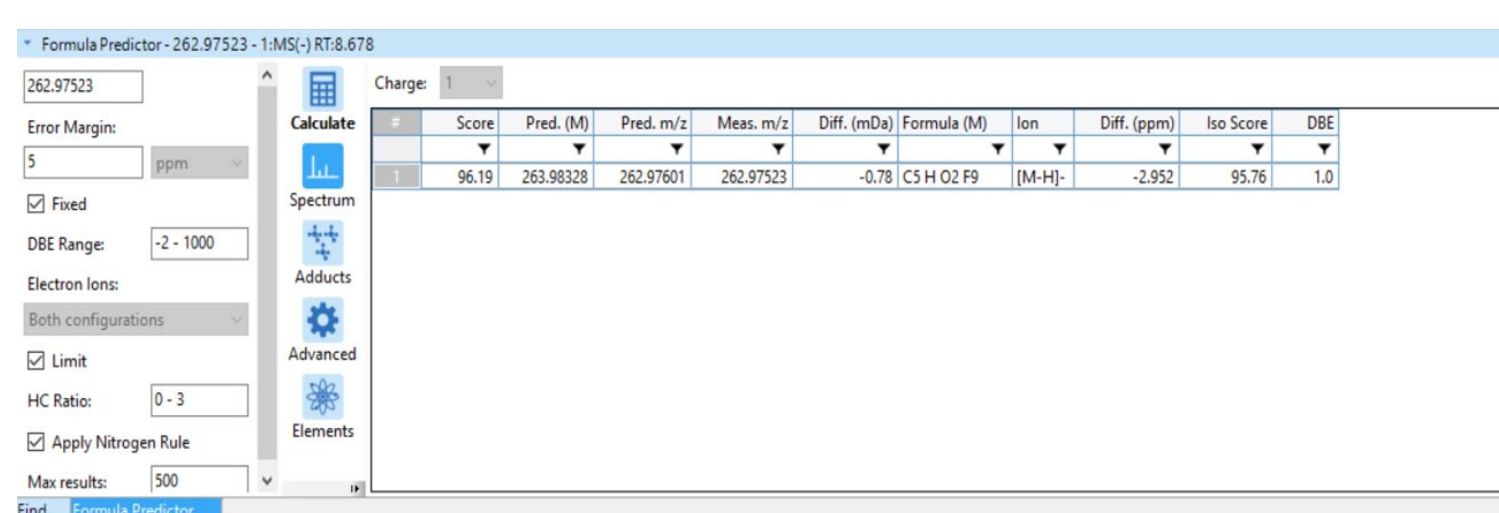 Formula Predictor - 262.97523 - 1:MS(-) RT:8.678
262.97523
Error Margin:
5 ppm
Fixed
DBE Range: -2 - 1000
Electron Ions:
Both configurations
Limit
HC Ratio: 0 - 3
Apply Nitrogen Rule
Max results: 500
Calculate
Spectrum
Adducts
Advanced
Elements
Charge: 1
# Score Pred. (M) Pred. m/z Meas. m/z Diff. (mDa) Formula (M) Ion Diff. (ppm) Iso Score DBE
1 96.19 263.98328 262.97601 262.97523 -0.78 C5 H O2 F9 [M-H]- -2.952 95.76 1.0
Find Formula Predictor